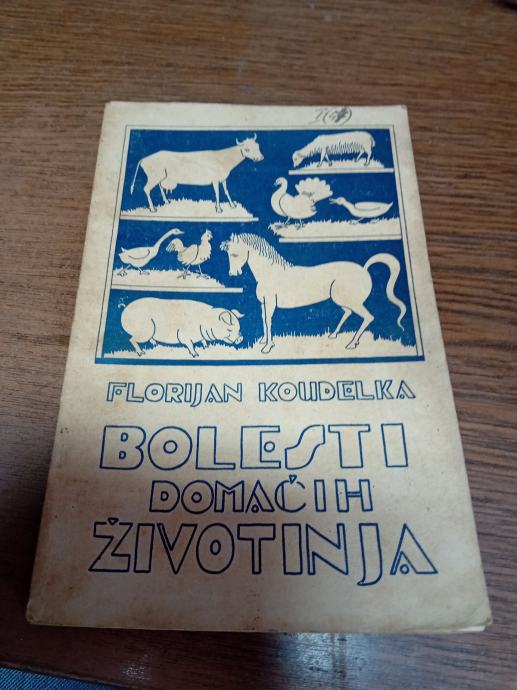 FLORIJAN KOUDELKA
BOLESTI
DOMAĆIH
ŽIVOTINJA